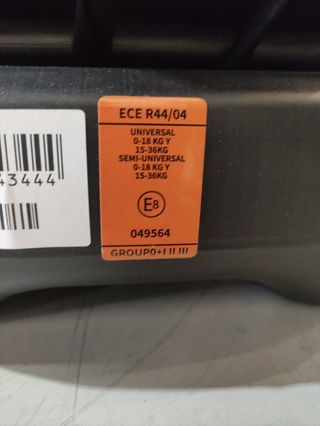 ECE R44/04
UNIVERSAL
0-18 KG Y
15-36KG
SEMI-UNIVERSAL
0-18 KG Y
15-36KG
E8
049564
GROUP0+I II III
43444